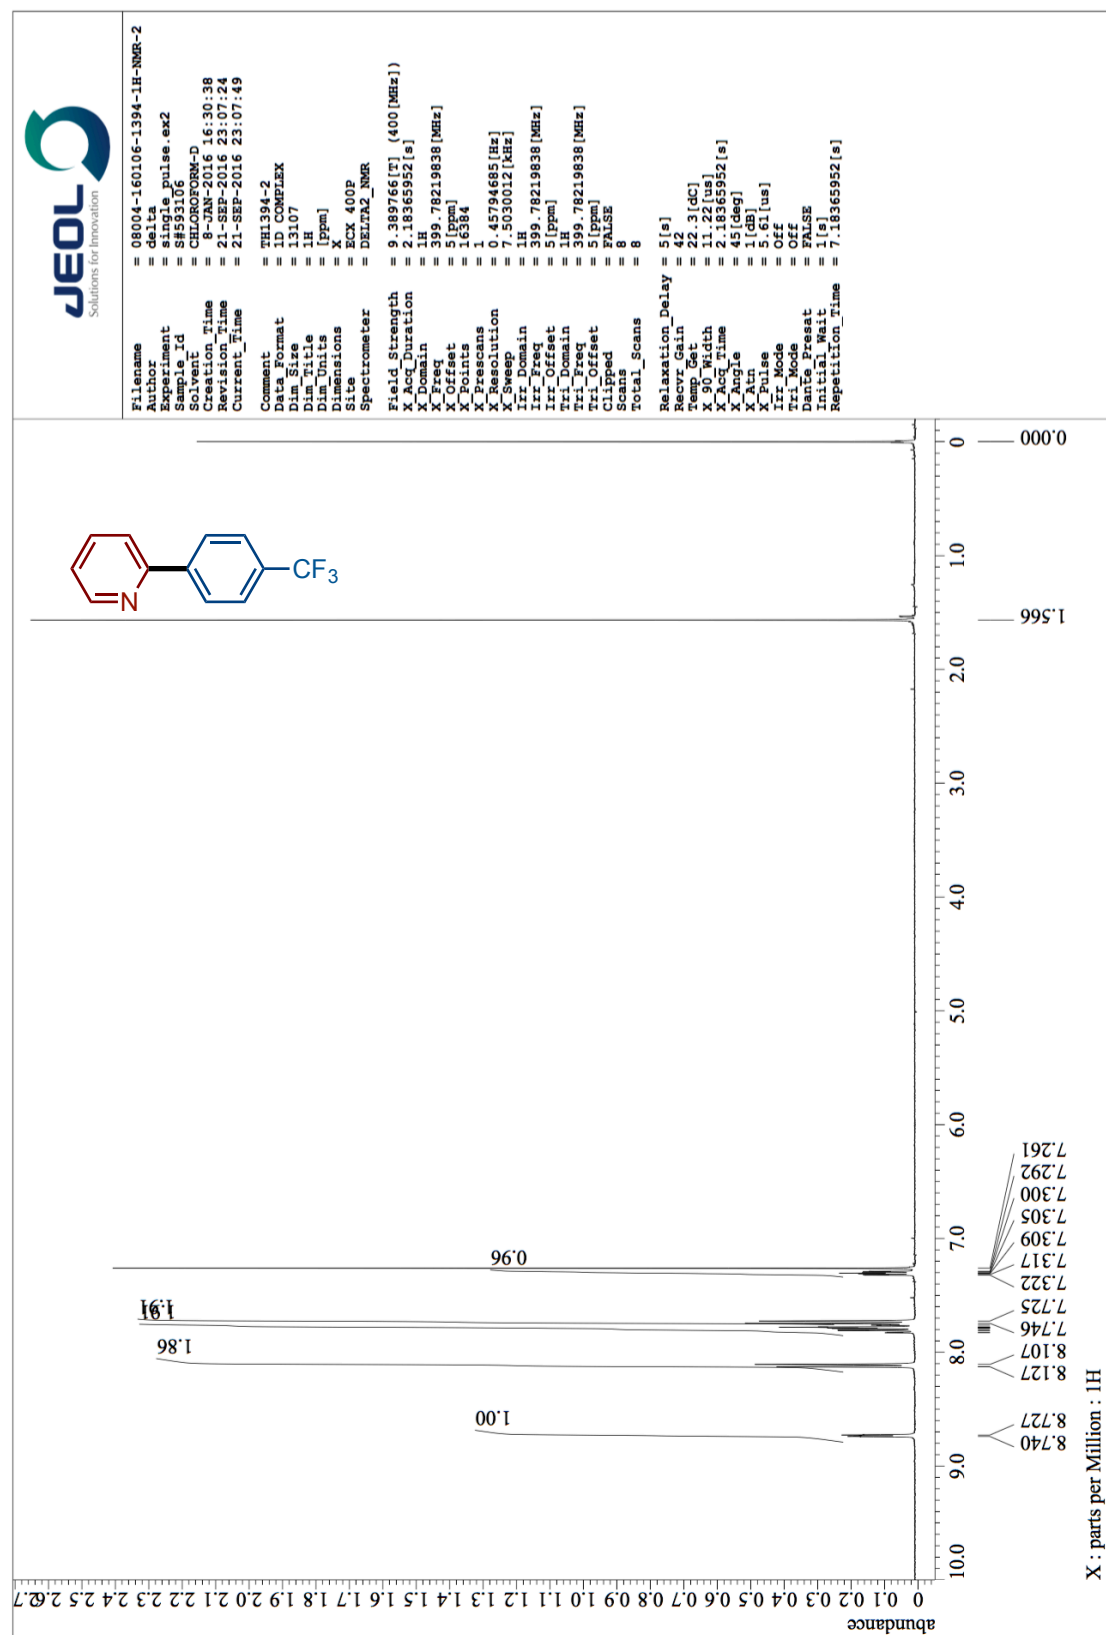 JEOL
Solutions for Innovation
Filename = 08004-160106-1394-1H-NMR-2
Author = delta
Experiment = single_pulse.ex2
Sample_Id = S#593106
Solvent = CHLOROFORM-D
Creation_Time = 8-JAN-2016 16:30:38
Revision_Time = 21-SEP-2016 23:07:24
Current_Time = 21-SEP-2016 23:07:49
Comment = TH1394-2
Data_Format = 1D COMPLEX
Dim_Size = 13107
Dim_Title = 1H
Dim_Units = [ppm]
Dimensions = X
Site = ECX 400P
Spectrometer = DELTA2_NMR
Field_Strength = 9.389766[T] (400[MHz])
X_Acq_Duration = 2.18365952[s]
X_Domain = 1H
X_Freq = 399.78219838[MHz]
X_Offset = 5[ppm]
X_Points = 16384
X_Prescans = 1
X_Resolution = 0.45794685[Hz]
X_Sweep = 7.5030012[kHz]
Irr_Domain = 1H
Irr_Freq = 399.78219838[MHz]
Irr_Offset = 5[ppm]
Tri_Domain = 1H
Tri_Freq = 399.78219838[MHz]
Tri_Offset = 5[ppm]
Clipped = FALSE
Scans = 8
Total_Scans = 8
Relaxation_Delay = 5[s]
Recvr_Gain = 42
Temp_Get = 22.3[dC]
X_90_Width = 11.22[us]
X_Acq_Time = 2.18365952[s]
X_Angle = 45[deg]
X_Atn = 1[dB]
X_Pulse = 5.61[us]
Irr_Mode = Off
Tri_Mode = Off
Dante_Presat = FALSE
Initial_Wait = 1[s]
Repetition_Time = 7.18365952[s]
N
CF3
abundance
0 0.1 0.2 0.3 0.4 0.5 0.6 0.7 0.8 0.9 1.0 1.1 1.2 1.3 1.4 1.5 1.6 1.7 1.8 1.9 2.0 2.1 2.2 2.3 2.4 2.5 2.6 2.7
1.00
1.86
1.91
1.91
0.96
10.0 9.0 8.0 7.0 6.0 5.0 4.0 3.0 2.0 1.0 0
8.740
8.727
8.127
8.107
7.746
7.725
7.322
7.317
7.309
7.305
7.300
7.292
7.261
1.566
0.000
X : parts per Million : 1H